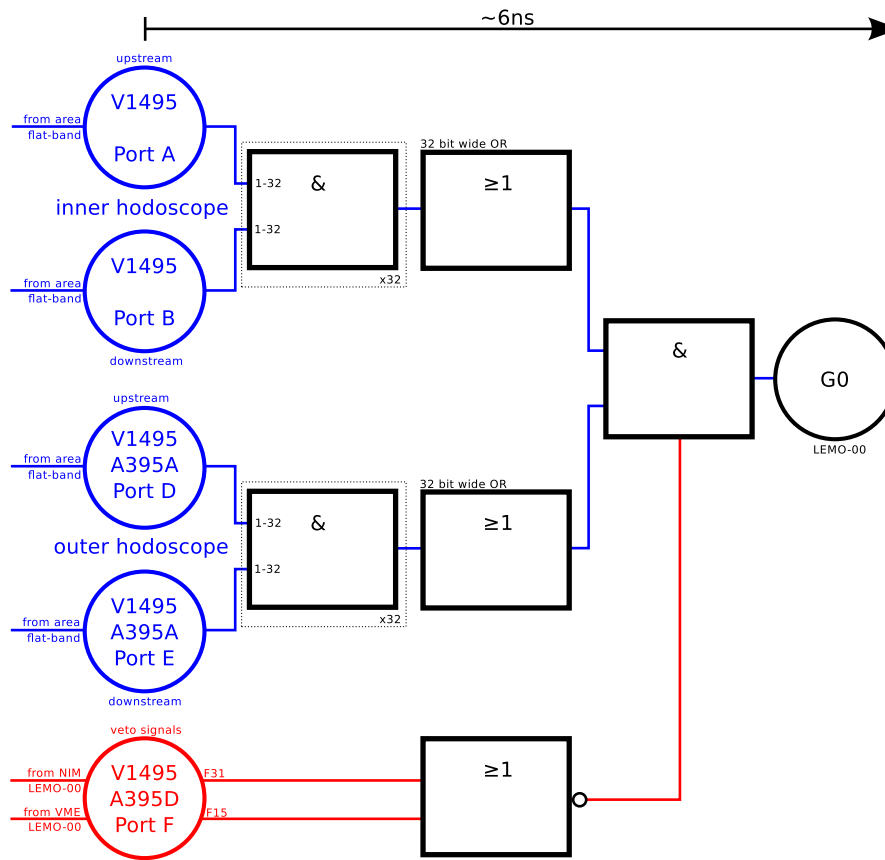 ~6ns
upstream
V1495
Port A
from area
flat-band
inner hodoscope
V1495
Port B
from area
flat-band
downstream
1-32
1-32
&
x32
32 bit wide OR
≥1
&
G0
LEMO-00
upstream
V1495
A395A
Port D
from area
flat-band
outer hodoscope
V1495
A395A
Port E
from area
flat-band
downstream
1-32
1-32
&
x32
32 bit wide OR
≥1
veto signals
V1495
A395D
Port F
from NIM
LEMO-00
from VME
LEMO-00
F31
F15
≥1